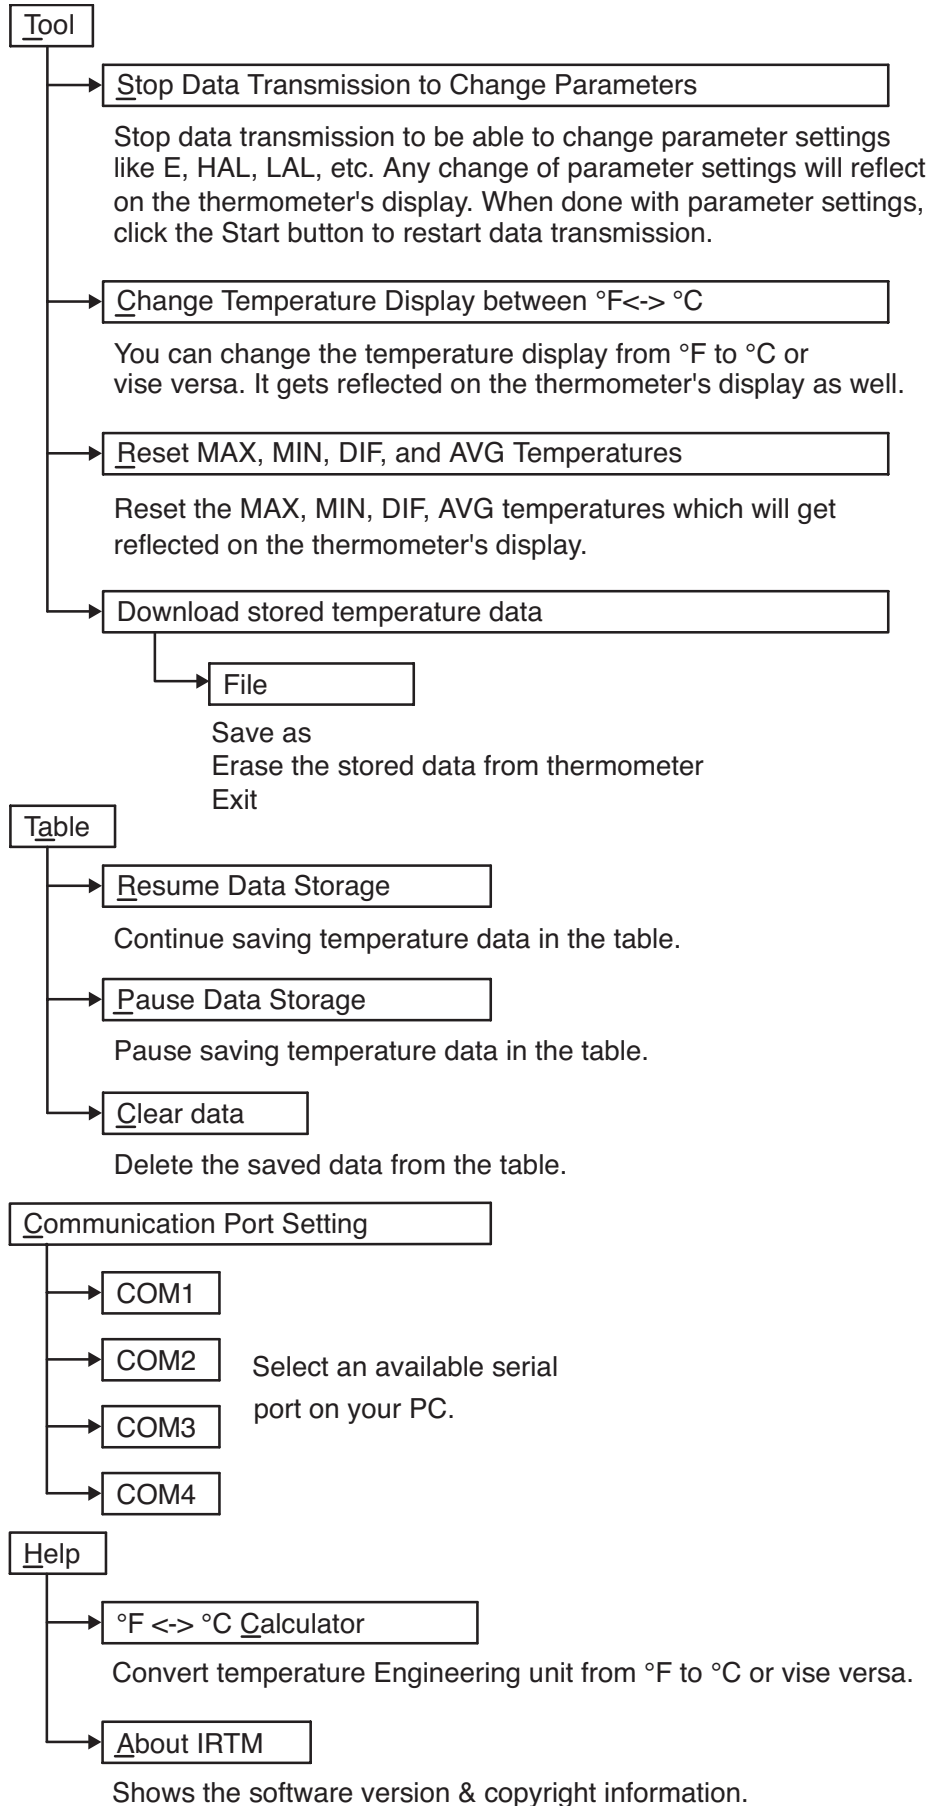 Tool
Stop Data Transmission to Change Parameters
Stop data transmission to be able to change parameter settings
like E, HAL, LAL, etc. Any change of parameter settings will reflect
on the thermometer's display. When done with parameter settings,
click the Start button to restart data transmission.
Change Temperature Display between °F<-> °C
You can change the temperature display from °F to °C or
vise versa. It gets reflected on the thermometer's display as well.
Reset MAX, MIN, DIF, and AVG Temperatures
Reset the MAX, MIN, DIF, AVG temperatures which will get
reflected on the thermometer's display.
Download stored temperature data
File
Save as
Erase the stored data from thermometer
Exit
Table
Resume Data Storage
Continue saving temperature data in the table.
Pause Data Storage
Pause saving temperature data in the table.
Clear data
Delete the saved data from the table.
Communication Port Setting
COM1
COM2
Select an available serial
port on your PC.
COM3
COM4
Help
°F <-> °C Calculator
Convert temperature Engineering unit from °F to °C or vise versa.
About IRTM
Shows the software version & copyright information.